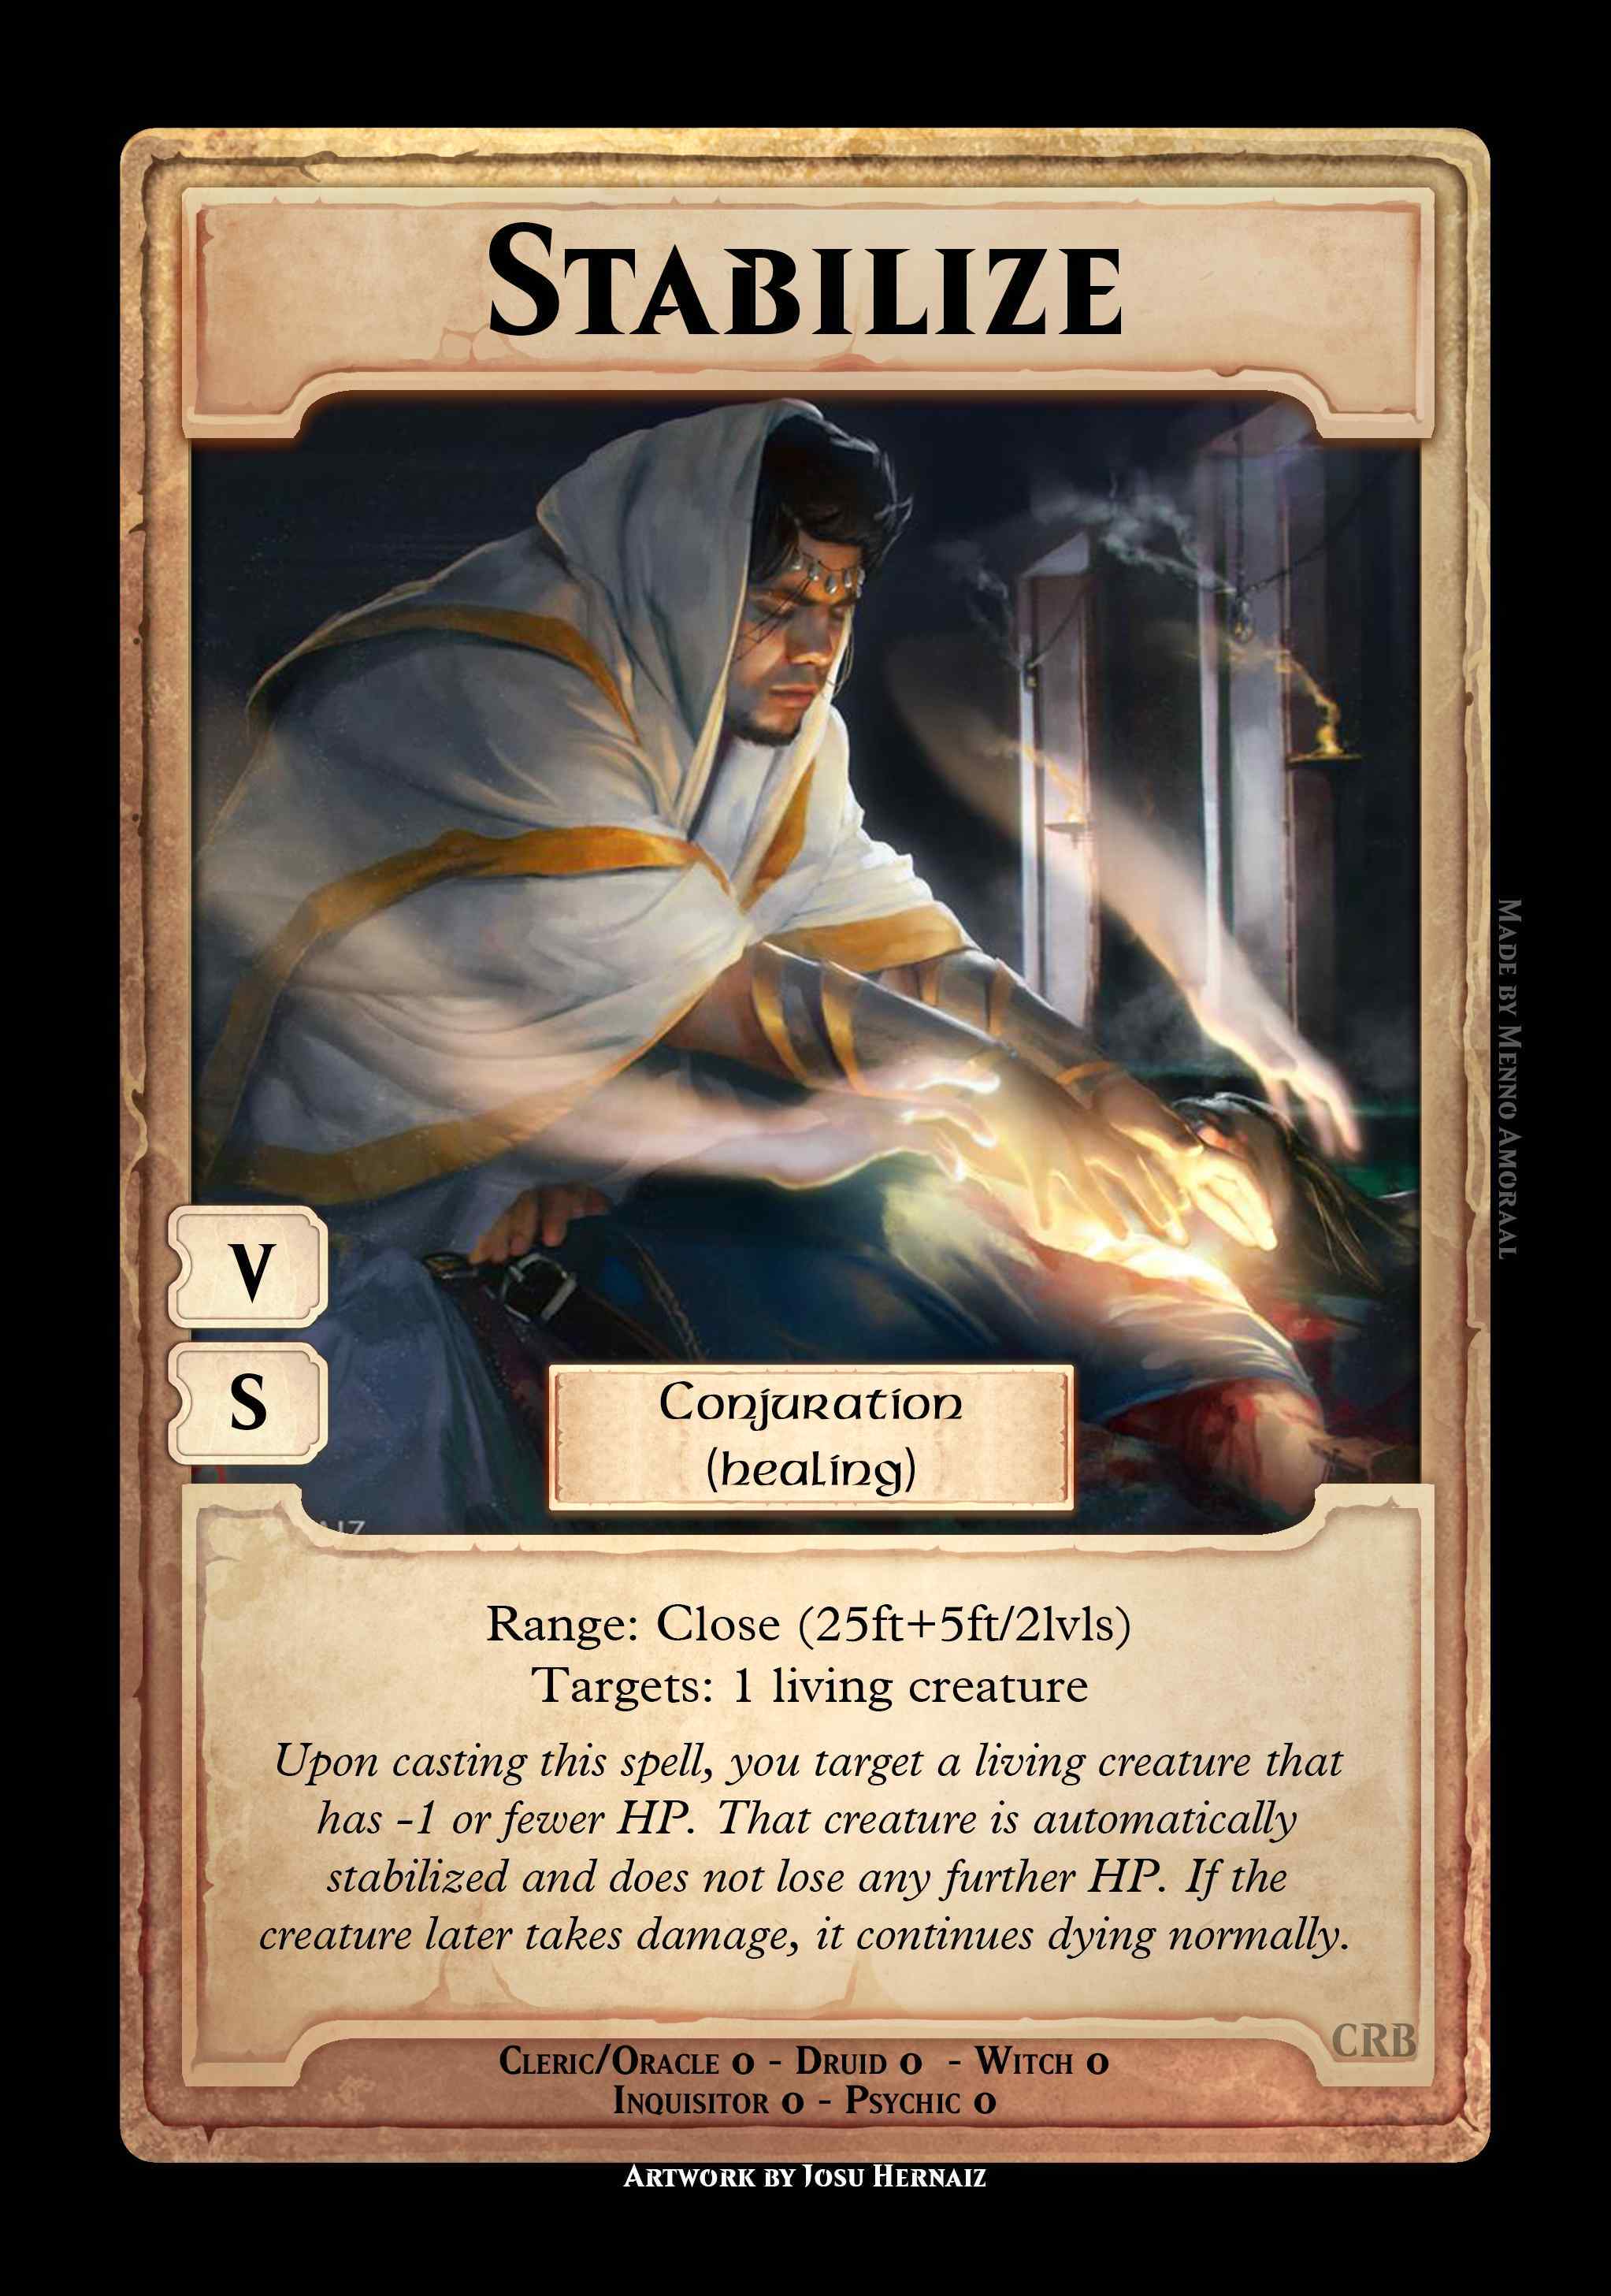 Stabilize
V
S
Conjuration
(healing)
Range: Close (25ft+5ft/2lvls)
Targets: 1 living creature
Upon casting this spell, you target a living creature that
has -1 or fewer HP. That creature is automatically
stabilized and does not lose any further HP. If the
creature later takes damage, it continues dying normally.
CRB
Cleric/Oracle 0 - Druid 0 - Witch 0
Inquisitor 0 - Psychic 0
Artwork by Josu Hernaiz
Made by Menno Amoraal